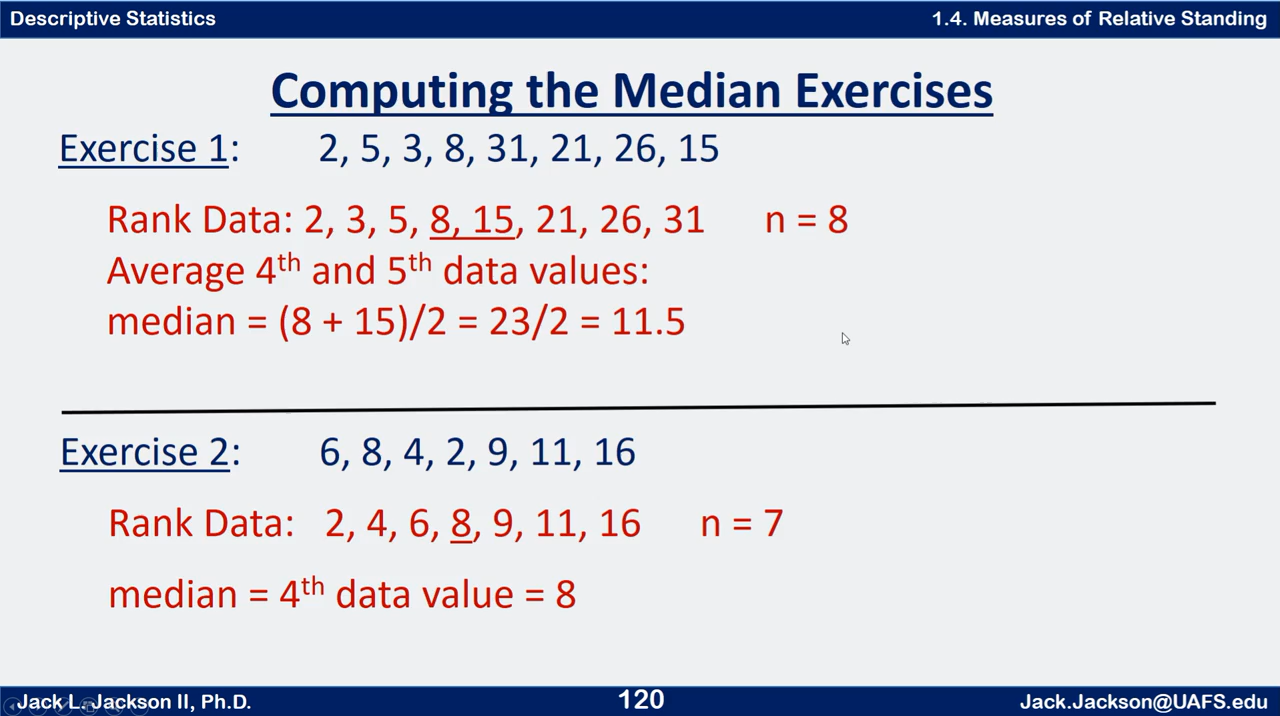 Descriptive Statistics
1.4. Measures of Relative Standing
Computing the Median Exercises
Exercise 1: 2, 5, 3, 8, 31, 21, 26, 15
Rank Data: 2, 3, 5, 8, 15, 21, 26, 31 n = 8
Average 4th and 5th data values:
median = (8 + 15)/2 = 23/2 = 11.5
Exercise 2: 6, 8, 4, 2, 9, 11, 16
Rank Data: 2, 4, 6, 8, 9, 11, 16 n = 7
median = 4th data value = 8
Jack L. Jackson II, Ph.D.
120
Jack.Jackson@UAFS.edu